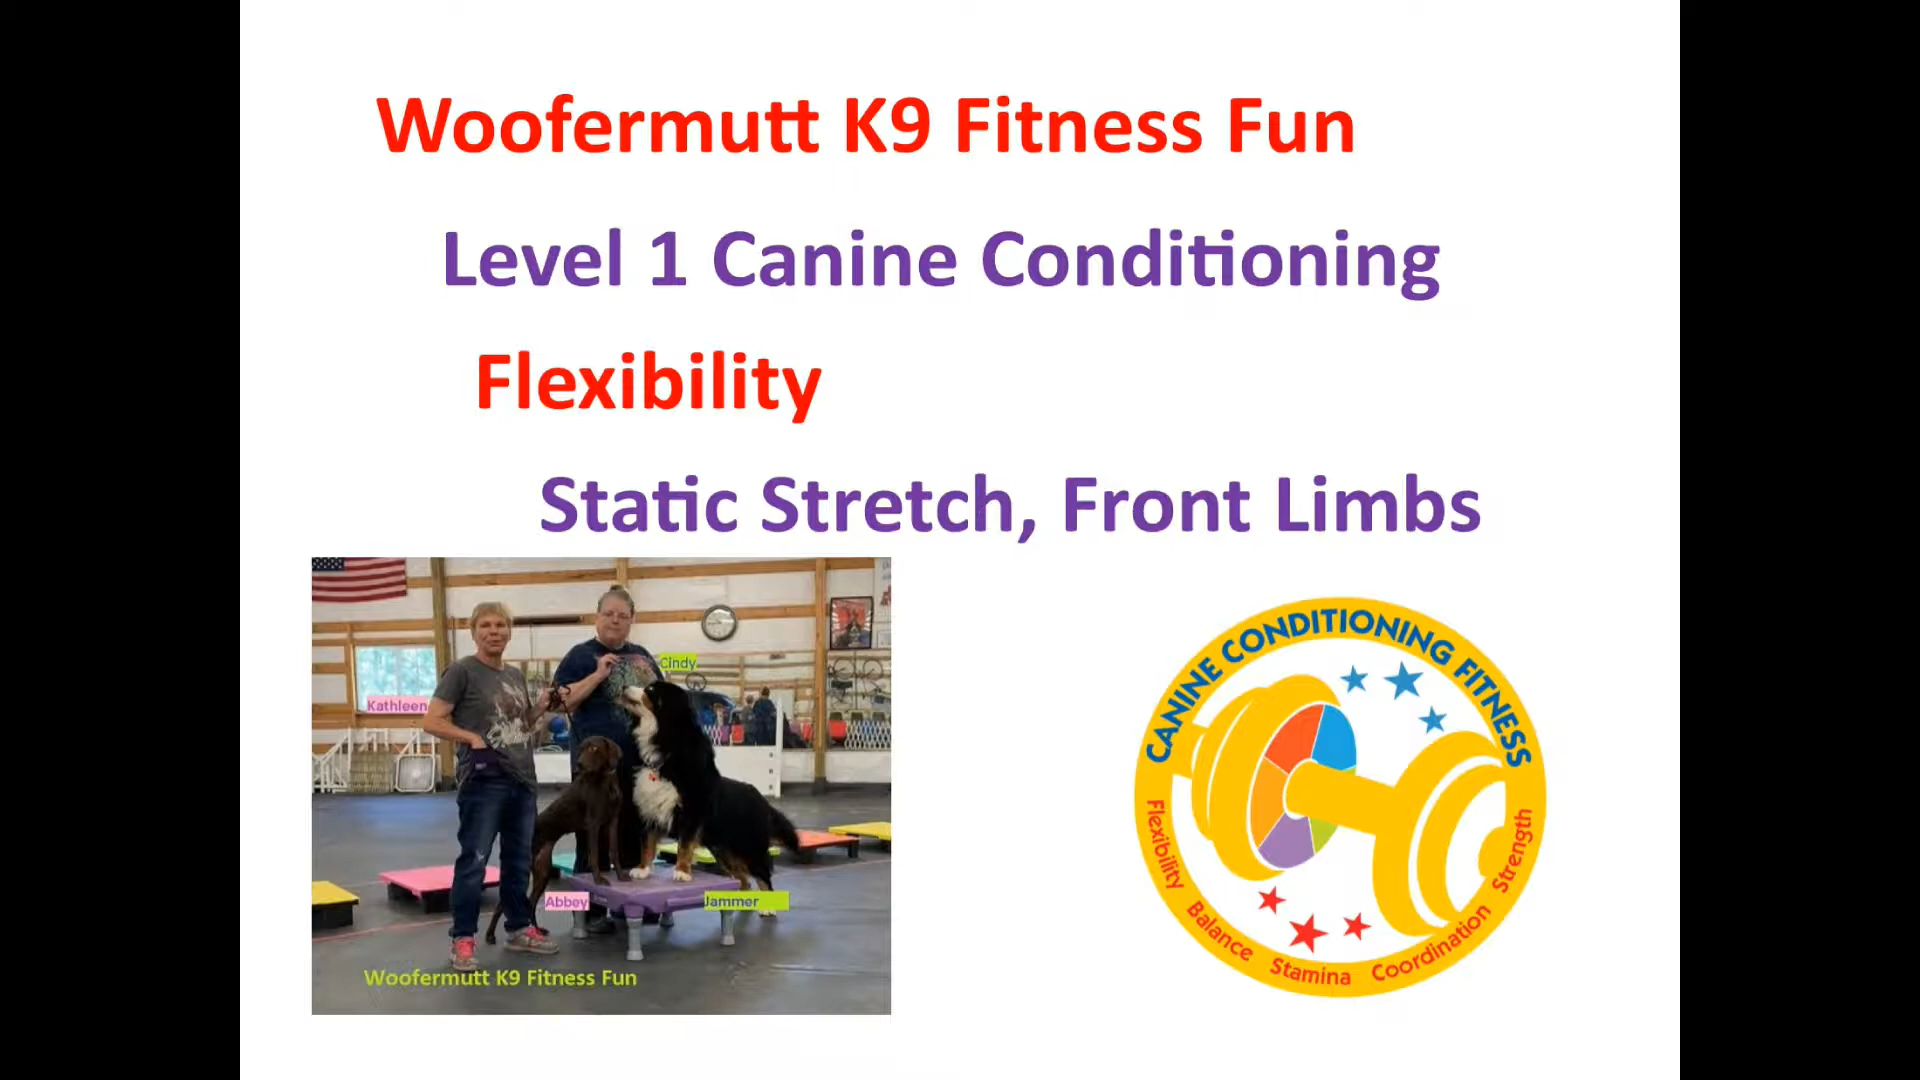 Woofermutt K9 Fitness Fun
Level 1 Canine Conditioning
Flexibility
Static Stretch, Front Limbs
Cindy
Kathleen
Abbey
Jammer
Woofermutt K9 Fitness Fun
CANINE CONDITIONING FITNESS
Flexibility Balance Stamina Coordination Strength